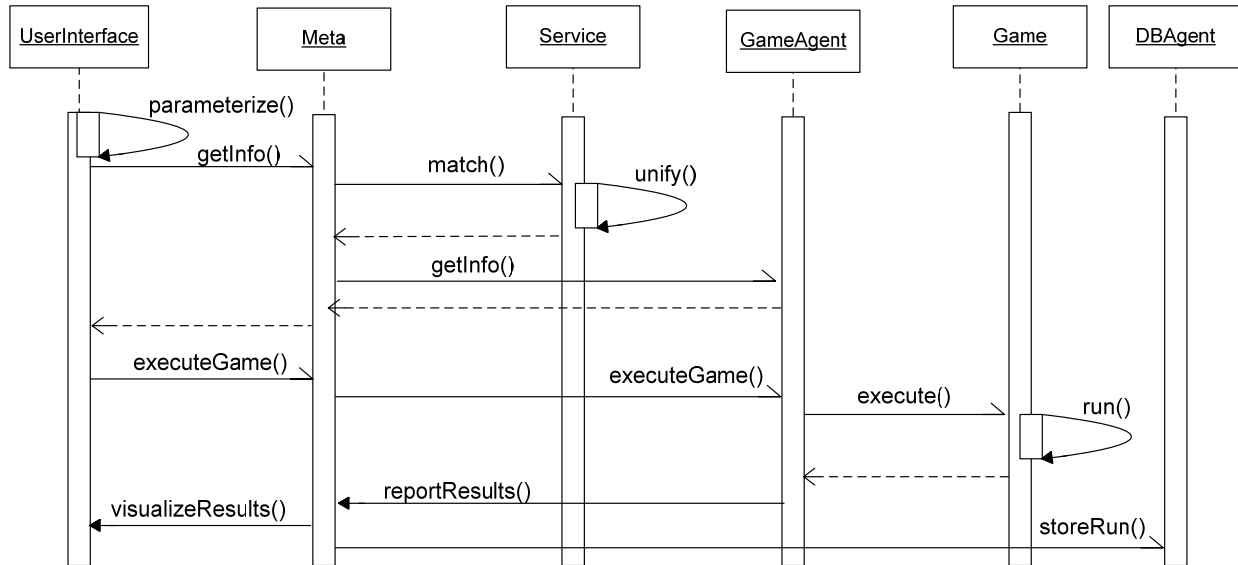 UserInterface
Meta
Service
GameAgent
Game
DBAgent
parameterize()
getInfo()
match()
unify()
getInfo()
executeGame()
executeGame()
execute()
run()
reportResults()
visualizeResults()
storeRun()